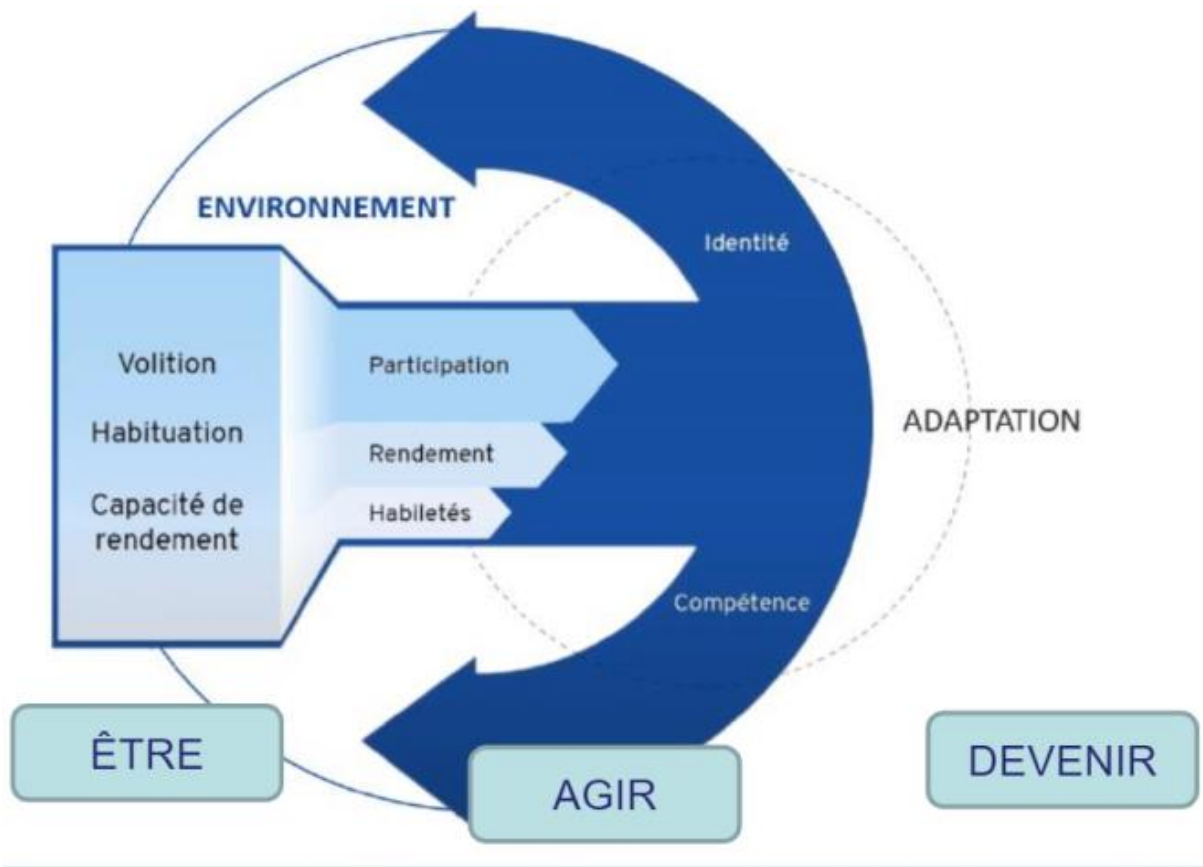 ENVIRONNEMENT
Identité
Volition
Participation
Habituation
ADAPTATION
Rendement
Capacité de
rendement
Habiletés
Compétence
ÊTRE
AGIR
DEVENIR